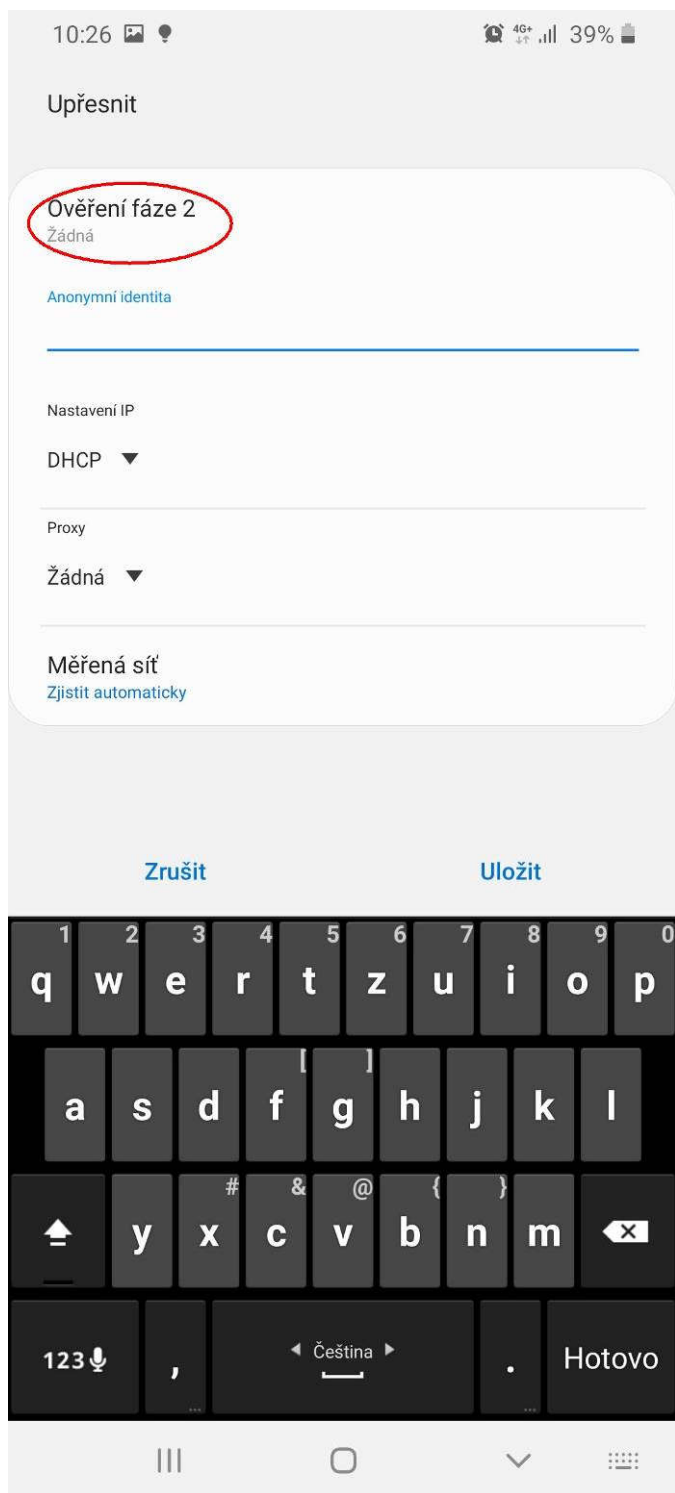 10:26 4G+ 39%
Upřesnit
Ověření fáze 2
Žádná
Anonymní identita
Nastavení IP
DHCP
Proxy
Žádná
Měřená síť
Zjistit automaticky
Zrušit Uložit
1 2 3 4 5 6 7 8 9 0
q w e r t z u i o p
[ ]
a s d f g h j k l
# & @ { }
y x c v b n m
123 , Čeština . Hotovo